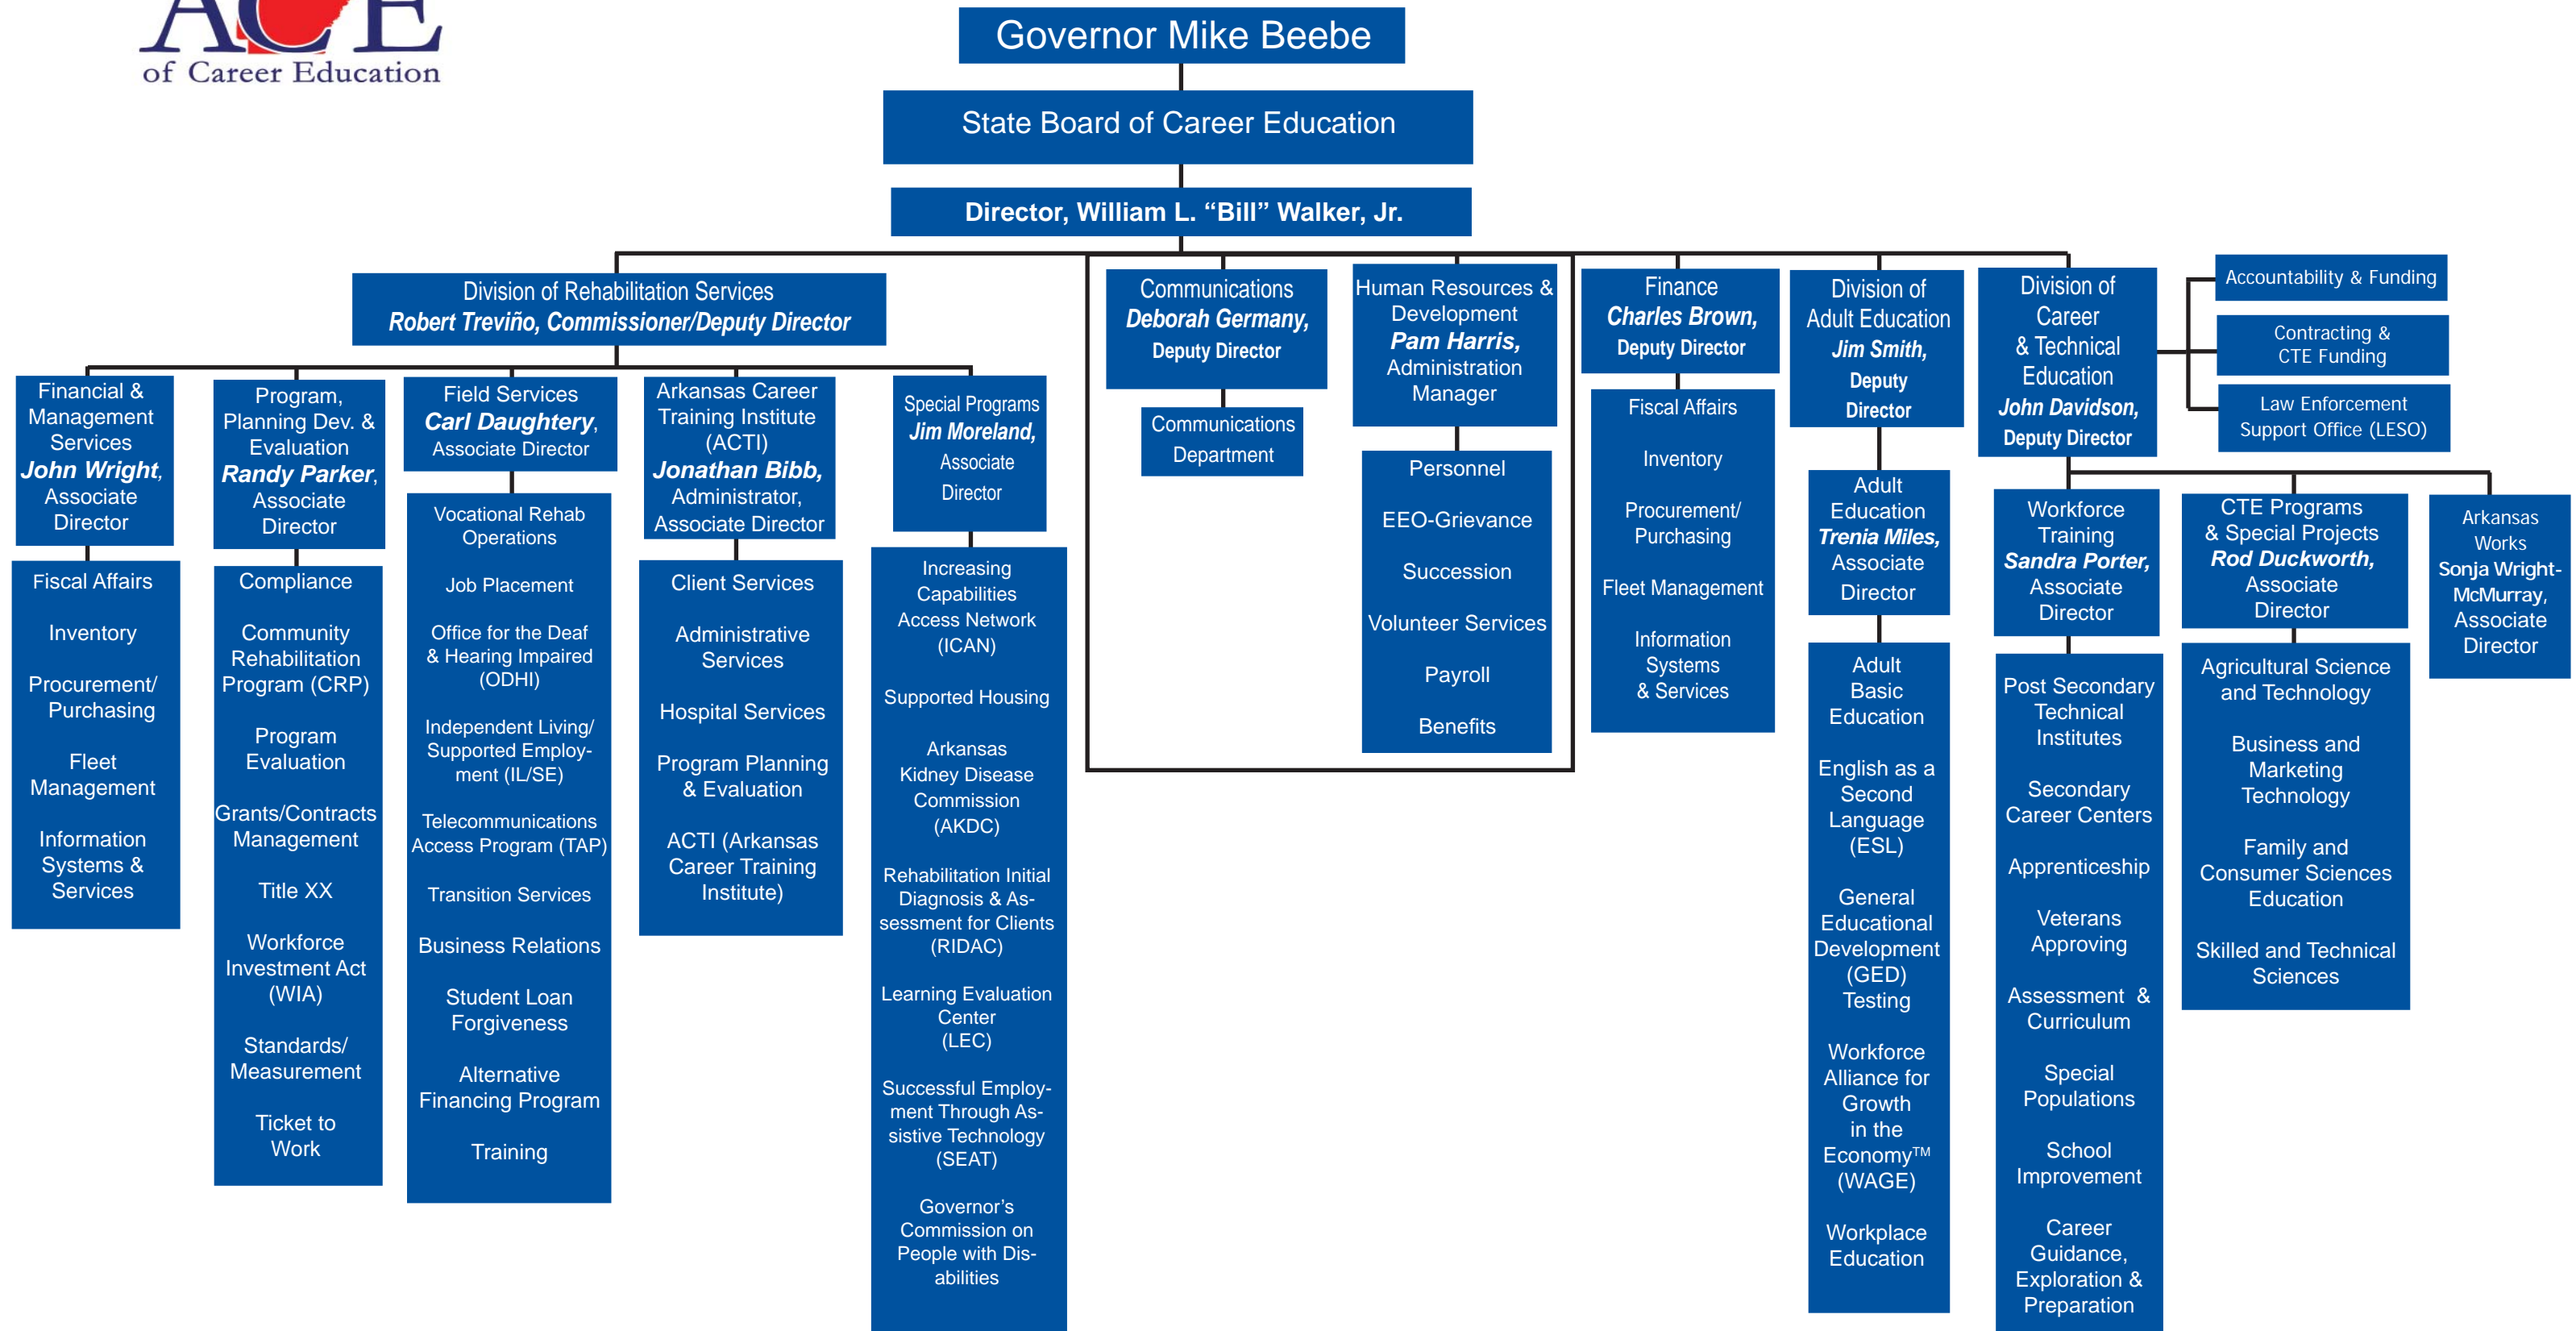 ACE
of Career Education
Governor Mike Beebe
State Board of Career Education
Director, William L. “Bill” Walker, Jr.
Division of Rehabilitation Services
Robert Treviño, Commissioner/Deputy Director
Financial &
Management
Services
John Wright,
Associate
Director
Fiscal Affairs
Inventory
Procurement/
Purchasing
Fleet
Management
Information
Systems &
Services
Program,
Planning Dev. &
Evaluation
Randy Parker,
Associate
Director
Compliance
Community
Rehabilitation
Program (CRP)
Program
Evaluation
Grants/Contracts
Management
Title XX
Workforce
Investment Act
(WIA)
Standards/
Measurement
Ticket to
Work
Field Services
Carl Daughtery,
Associate Director
Vocational Rehab
Operations
Job Placement
Office for the Deaf
& Hearing Impaired
(ODHI)
Independent Living/
Supported Employ-
ment (IL/SE)
Telecommunications
Access Program (TAP)
Transition Services
Business Relations
Student Loan
Forgiveness
Alternative
Financing Program
Training
Arkansas Career
Training Institute
(ACTI)
Jonathan Bibb,
Administrator,
Associate Director
Client Services
Administrative
Services
Hospital Services
Program Planning
& Evaluation
ACTI (Arkansas
Career Training
Institute)
Special Programs
Jim Moreland,
Associate
Director
Increasing
Capabilities
Access Network
(ICAN)
Supported Housing
Arkansas
Kidney Disease
Commission
(AKDC)
Rehabilitation Initial
Diagnosis & As-
sessment for Clients
(RIDAC)
Learning Evaluation
Center
(LEC)
Successful Employ-
ment Through As-
sistive Technology
(SEAT)
Governor’s
Commission on
People with Dis-
abilities
Communications
Deborah Germany,
Deputy Director
Communications
Department
Human Resources &
Development
Pam Harris,
Administration
Manager
Personnel
EEO-Grievance
Succession
Volunteer Services
Payroll
Benefits
Finance
Charles Brown,
Deputy Director
Fiscal Affairs
Inventory
Procurement/
Purchasing
Fleet Management
Information
Systems
& Services
Division of
Adult Education
Jim Smith,
Deputy
Director
Adult
Education
Trenia Miles,
Associate
Director
Adult
Basic
Education
English as a
Second
Language
(ESL)
General
Educational
Development
(GED)
Testing
Workforce
Alliance for
Growth
in the
Economy™
(WAGE)
Workplace
Education
Division of
Career
& Technical
Education
John Davidson,
Deputy Director
Accountability & Funding
Contracting &
CTE Funding
Law Enforcement
Support Office (LESO)
Workforce
Training
Sandra Porter,
Associate
Director
Post Secondary
Technical
Institutes
Secondary
Career Centers
Apprenticeship
Veterans
Approving
Assessment &
Curriculum
Special
Populations
School
Improvement
Career
Guidance,
Exploration &
Preparation
CTE Programs
& Special Projects
Rod Duckworth,
Associate
Director
Agricultural Science
and Technology
Business and
Marketing
Technology
Family and
Consumer Sciences
Education
Skilled and Technical
Sciences
Arkansas
Works
Sonja Wright-
McMurray,
Associate
Director